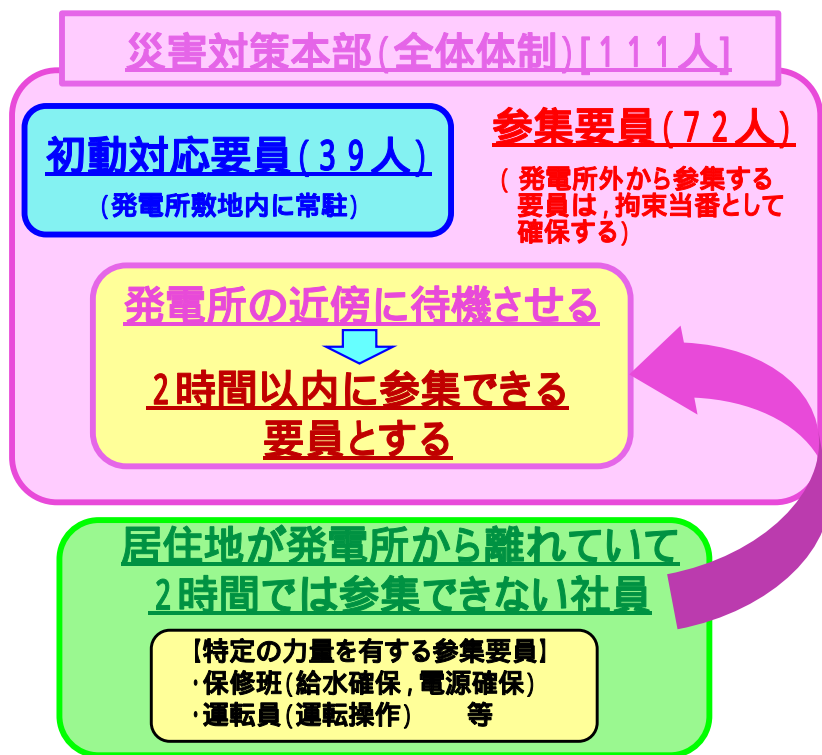 災害対策本部(全体体制)[111人]
初動対応要員(39人)
(発電所敷地内に常駐)
参集要員(72人)
(発電所外から参集する
要員は,拘束当番として
確保する)
発電所の近傍に待機させる
2時間以内に参集できる
要員とする
居住地が発電所から離れていて
2時間では参集できない社員
【特定の力量を有する参集要員】
・保修班(給水確保,電源確保)
・運転員(運転操作)　等